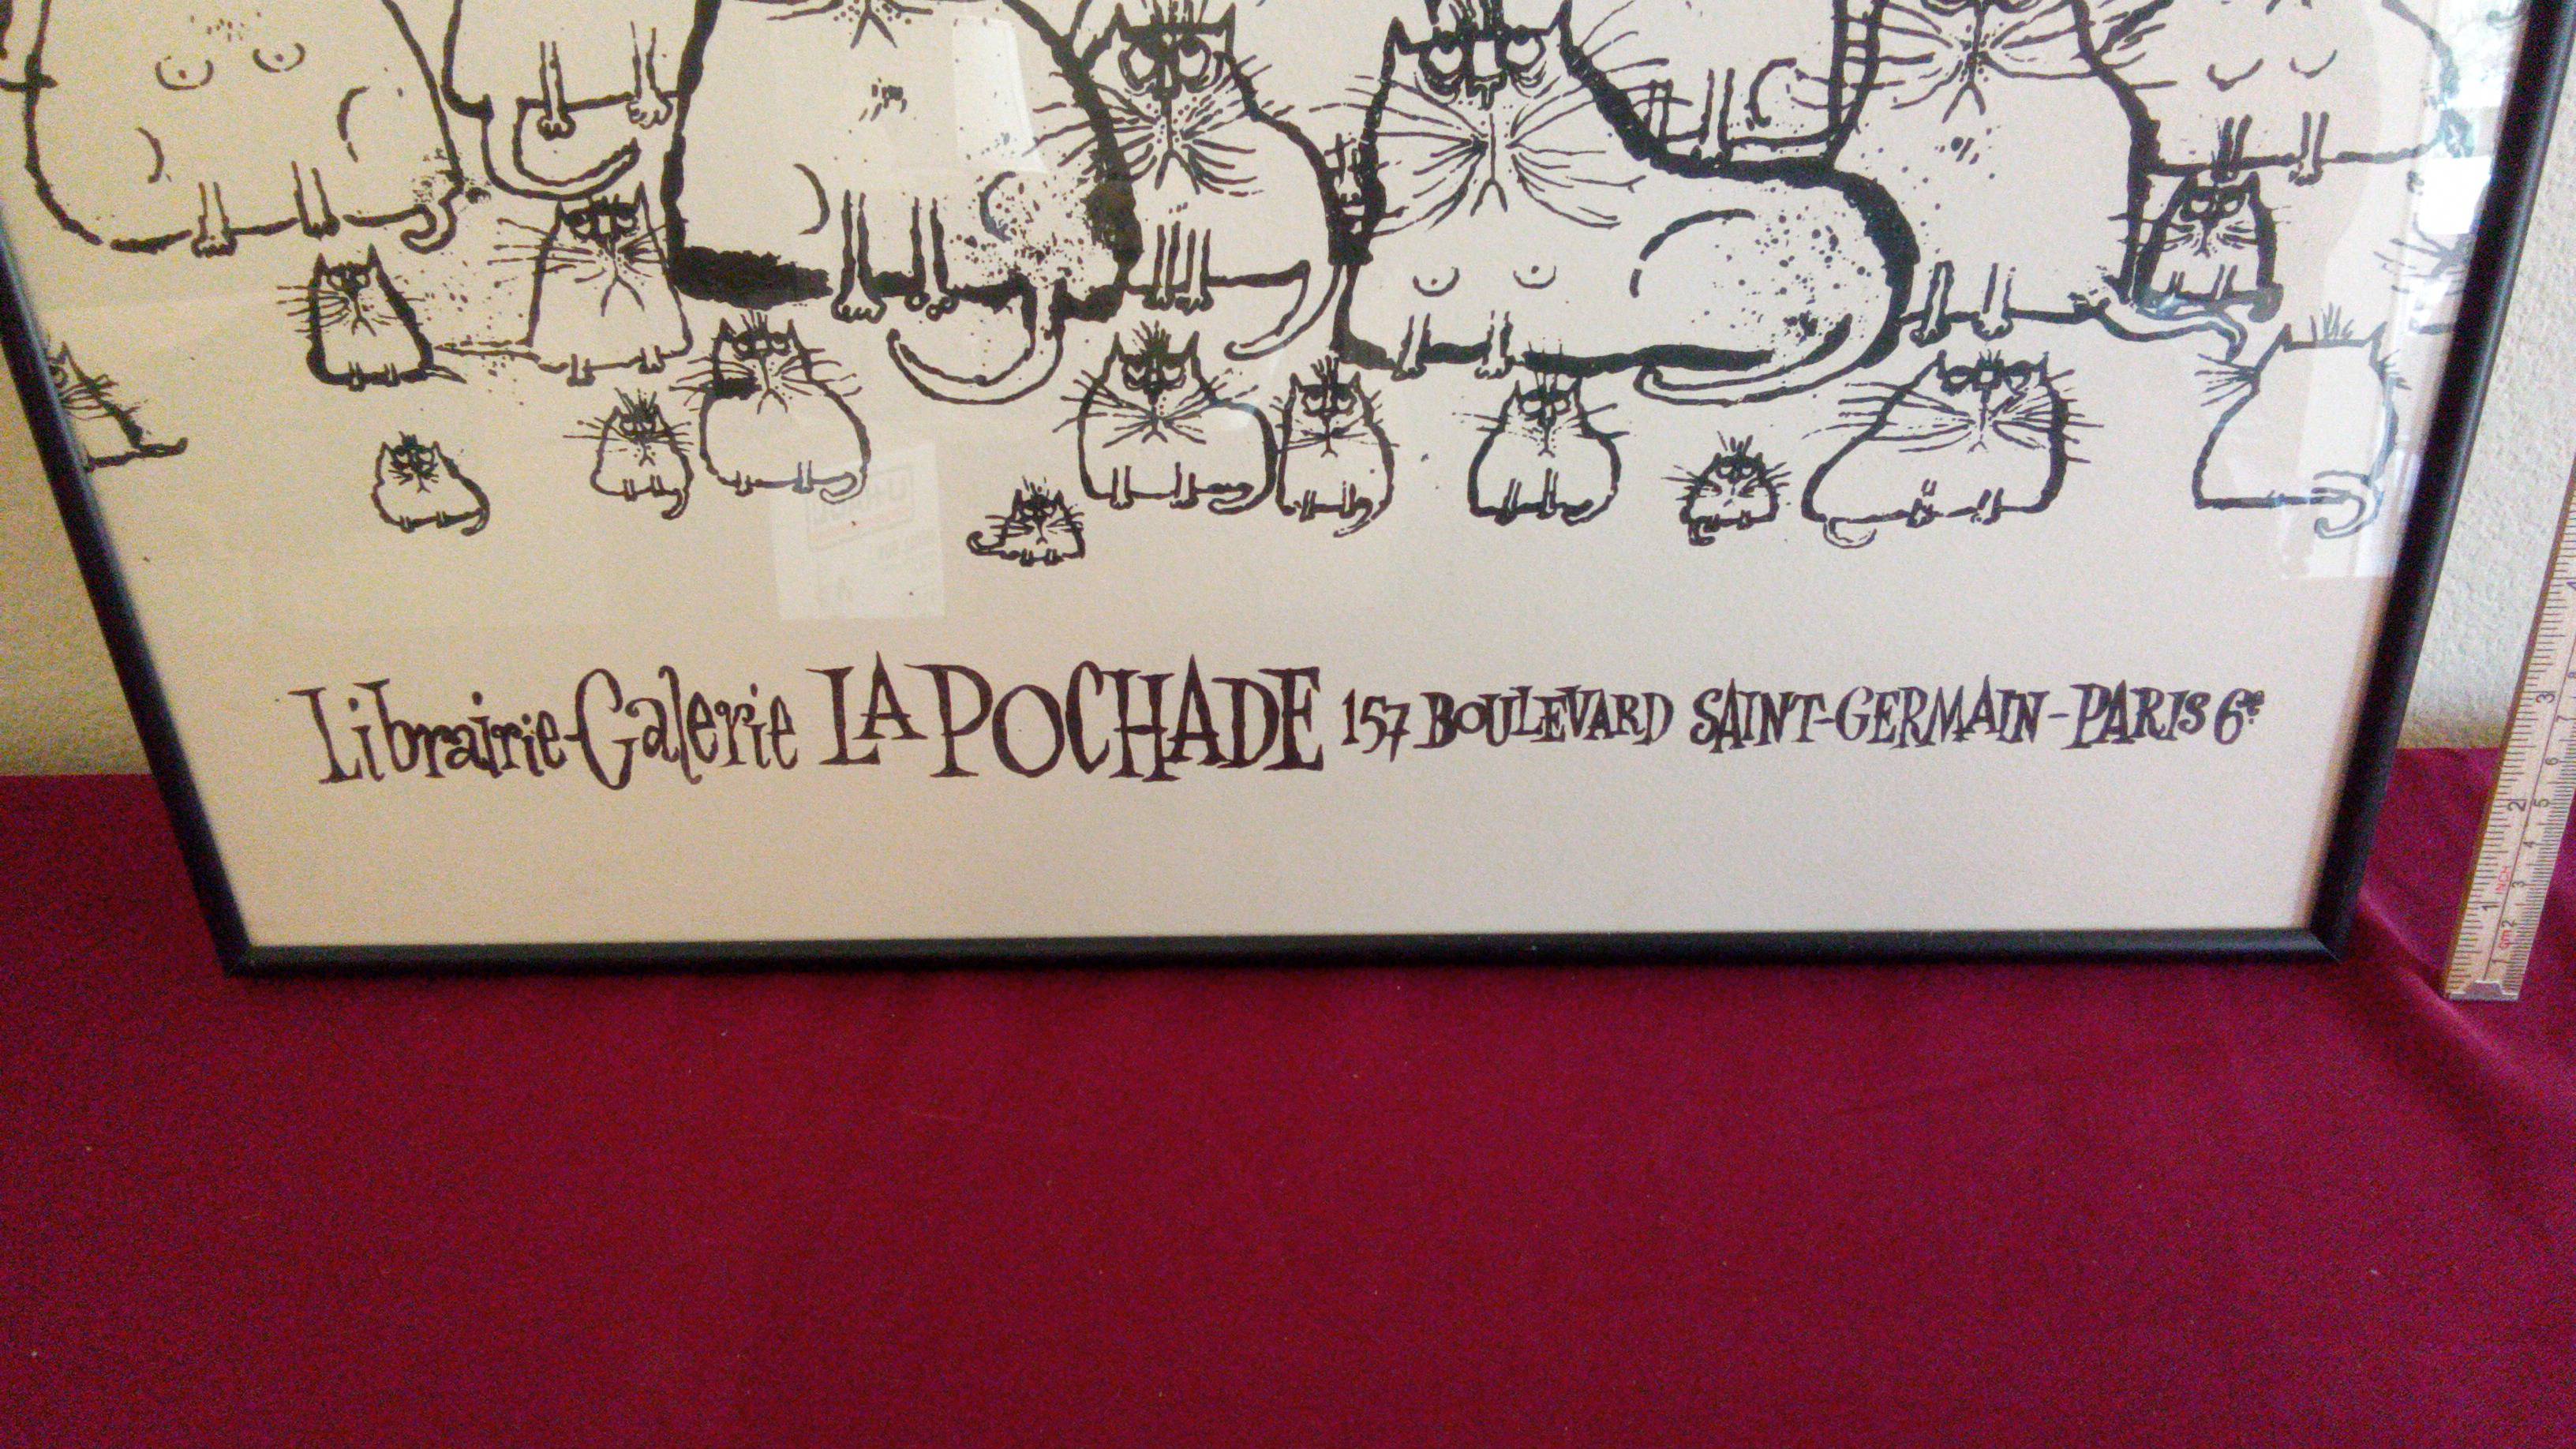 Librairie-Galerie LA POCHADE 157 BOULEVARD SAINT-GERMAIN-PARIS 6e